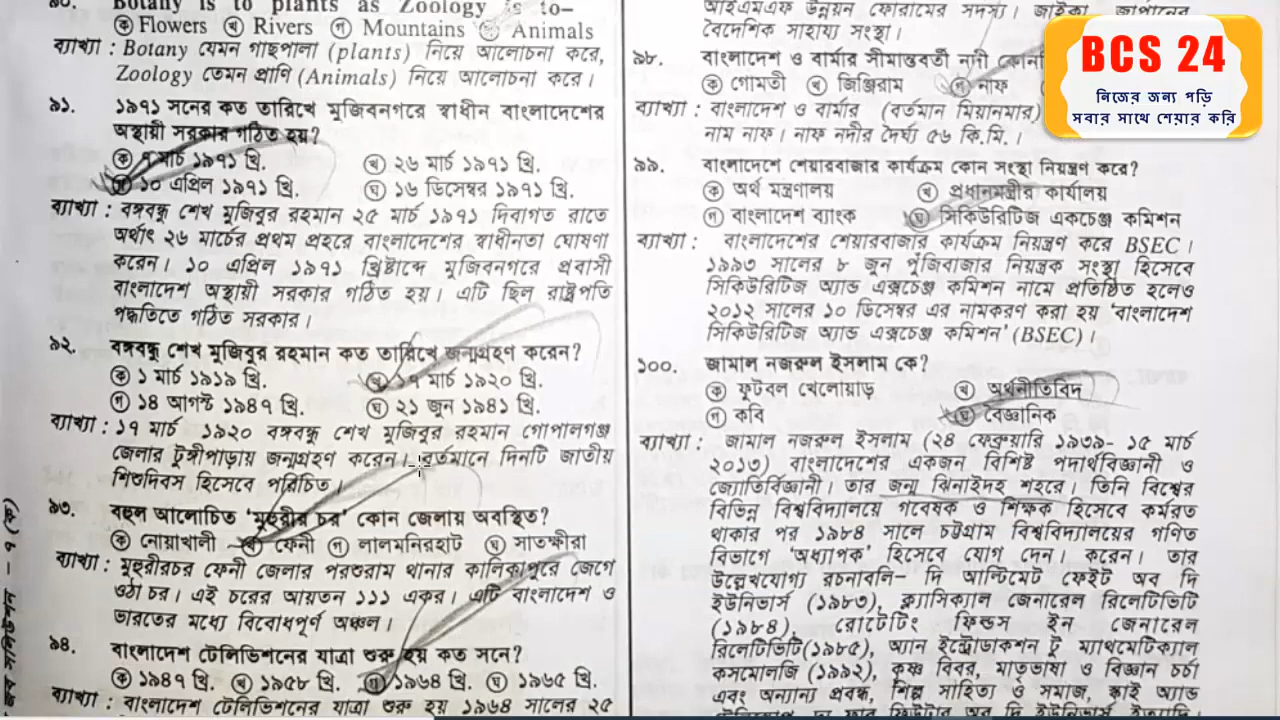 Botany is to plants as Zoology is to–
ক Flowers খ Rivers গ Mountains Animals
ব্যাখ্যা : Botany যেমন গাছপালা (plants) নিয়ে আলোচনা করে,
Zoology তেমন প্রাণি (Animals) নিয়ে আলোচনা করে।
৯১. ১৯৭১ সনের কত তারিখে মুজিবনগরে স্বাধীন বাংলাদেশের
অস্থায়ী সরকার গঠিত হয়?
ক ৭ মার্চ ১৯৭১ খ্রি. খ ২৬ মার্চ ১৯৭১ খ্রি.
গ ১০ এপ্রিল ১৯৭১ খ্রি. ঘ ১৬ ডিসেম্বর ১৯৭১ খ্রি.
ব্যাখ্যা : বঙ্গবন্ধু শেখ মুজিবুর রহমান ২৫ মার্চ ১৯৭১ দিবাগত রাতে
অর্থাৎ ২৬ মার্চের প্রথম প্রহরে বাংলাদেশের স্বাধীনতা ঘোষণা
করেন। ১০ এপ্রিল ১৯৭১ খ্রিষ্টাব্দে মুজিবনগরে প্রবাসী
বাংলাদেশ অস্থায়ী সরকার গঠিত হয়। এটি ছিল রাষ্ট্রপতি
পদ্ধতিতে গঠিত সরকার।
৯২. বঙ্গবন্ধু শেখ মুজিবুর রহমান কত তারিখে জন্মগ্রহণ করেন?
ক ১ মার্চ ১৯১৯ খ্রি. খ ১৭ মার্চ ১৯২০ খ্রি.
গ ১৪ আগস্ট ১৯৪৭ খ্রি. ঘ ২১ জুন ১৯৪১ খ্রি.
ব্যাখ্যা : ১৭ মার্চ ১৯২০ বঙ্গবন্ধু শেখ মুজিবুর রহমান গোপালগঞ্জ
জেলার টুঙ্গীপাড়ায় জন্মগ্রহণ করেন। বর্তমানে দিনটি জাতীয়
শিশুদিবস হিসেবে পরিচিত।
৯৩. বহুল আলোচিত ‘মুহুরীর চর’ কোন জেলায় অবস্থিত?
ক নোয়াখালী খ ফেনী গ লালমনিরহাট ঘ সাতক্ষীরা
ব্যাখ্যা : মুহুরীরচর ফেনী জেলার পরশুরাম থানার কালিকাপুরে জেগে
ওঠা চর। এই চরের আয়তন ১১১ একর। এটি বাংলাদেশ ও
ভারতের মধ্যে বিবোধপূর্ণ অঞ্চল।
৯৪. বাংলাদেশ টেলিভিশনের যাত্রা শুরু হয় কত সনে?
ক ১৯৪৭ খ্রি. খ ১৯৫৮ খ্রি. গ ১৯৬৪ খ্রি. ঘ ১৯৬৫ খ্রি.
ব্যাখ্যা : বাংলাদেশ টেলিভিশনের যাত্রা শুরু হয় ১৯৬৪ সালের ২৫
আইএমএফ উন্নয়ন ফোরামের সদস্য। জাইকা জাপানের
বৈদেশিক সাহায্য সংস্থা।
৯৮. বাংলাদেশ ও বার্মার সীমান্তবর্তী নদী
ক গোমতী খ জিঞ্জিরাম গ নাফ
ব্যাখ্যা : বাংলাদেশ ও বার্মার (বর্তমান মিয়ানমার)
নাম নাফ। নাফ নদীর দৈর্ঘ্য ৫৬ কি.মি.।
৯৯. বাংলাদেশে শেয়ারবাজার কার্যক্রম কোন সংস্থা নিয়ন্ত্রণ করে?
ক অর্থ মন্ত্রণালয় খ প্রধানমন্ত্রীর কার্যালয়
গ বাংলাদেশ ব্যাংক ঘ সিকিউরিটিজ একচেঞ্জ কমিশন
ব্যাখ্যা : বাংলাদেশের শেয়ারবাজার কার্যক্রম নিয়ন্ত্রণ করে BSEC।
১৯৯৩ সালের ৮ জুন পুঁজিবাজার নিয়ন্ত্রক সংস্থা হিসেবে
সিকিউরিটিজ অ্যান্ড এক্সচেঞ্জ কমিশন নামে প্রতিষ্ঠিত হলেও
২০১২ সালের ১০ ডিসেম্বর এর নামকরণ করা হয় ‘বাংলাদেশ
সিকিউরিটিজ অ্যান্ড এক্সচেঞ্জ কমিশন’ (BSEC)।
১০০. জামাল নজরুল ইসলাম কে?
ক ফুটবল খেলোয়াড় খ অর্থনীতিবিদ
গ কবি ঘ বৈজ্ঞানিক
ব্যাখ্যা : জামাল নজরুল ইসলাম (২৪ ফেব্রুয়ারি ১৯৩৯- ১৫ মার্চ
২০১৩) বাংলাদেশের একজন বিশিষ্ট পদার্থবিজ্ঞানী ও
জ্যোতির্বিজ্ঞানী। তার জন্ম ঝিনাইদহ শহরে। তিনি বিশ্বের
বিভিন্ন বিশ্ববিদ্যালয়ে গবেষক ও শিক্ষক হিসেবে কর্মরত
থাকার পর ১৯৮৪ সালে চট্টগ্রাম বিশ্ববিদ্যালয়ের গণিত
বিভাগে ‘অধ্যাপক’ হিসেবে যোগ দেন। করেন। তার
উল্লেখযোগ্য রচনাবলি– দি আল্টিমেট ফেইট অব দি
ইউনিভার্স (১৯৮৩), ক্ল্যাসিক্যাল জেনারেল রিলেটিভিটি
(১৯৮৪), রোটেটিং ফিল্ডস ইন জেনারেল
রিলেটিভিটি(১৯৮৫), অ্যান ইন্ট্রোডাকশন টু ম্যাথমেটিক্যাল
কসমোলজি (১৯৯২), কৃষ্ণ বিবর, মাতৃভাষা ও বিজ্ঞান চর্চা
এবং অন্যান্য প্রবন্ধ, শিল্প সাহিত্য ও সমাজ, স্কাই অ্যান্ড
BCS 24
নিজের জন্য পড়ি
সবার সাথে শেয়ার করি